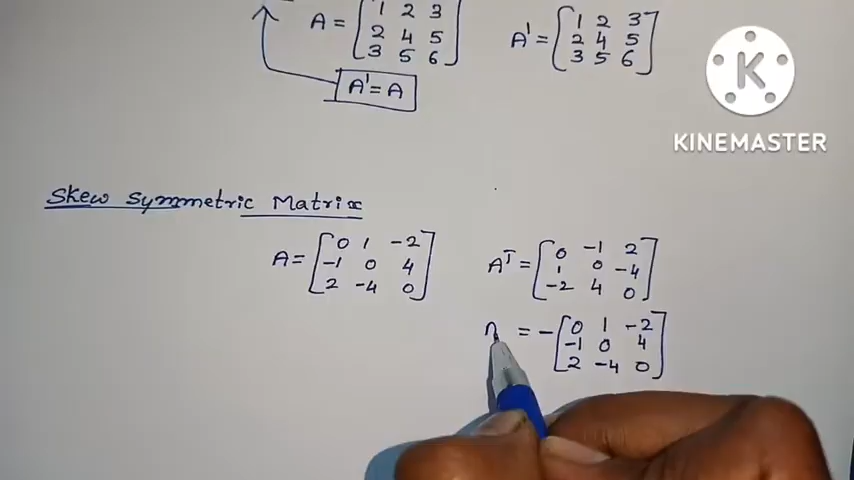 A = [1 2 3 A' = [1 2 3
2 4 5 2 4 5
3 5 6] 3 5 6]
A' = A
KINEMASTER
Skew Symmetric Matrix
A = [0 1 -2 Aᵀ = [0 -1 2
-1 0 4 1 0 -4
2 -4 0] -2 4 0]
= - [0 1 -2
-1 0 4
2 -4 0]